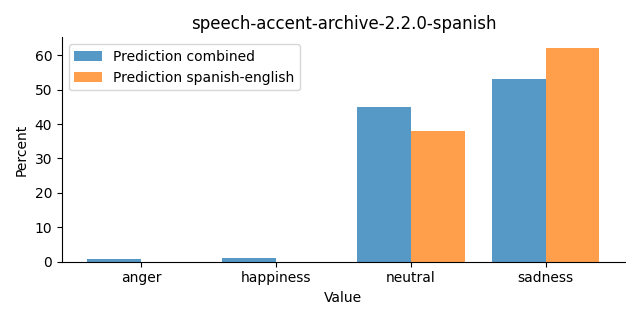 speech-accent-archive-2.2.0-spanish
Prediction combined
Prediction spanish-english
Percent
60
50
40
30
20
10
0
anger happiness neutral sadness
Value